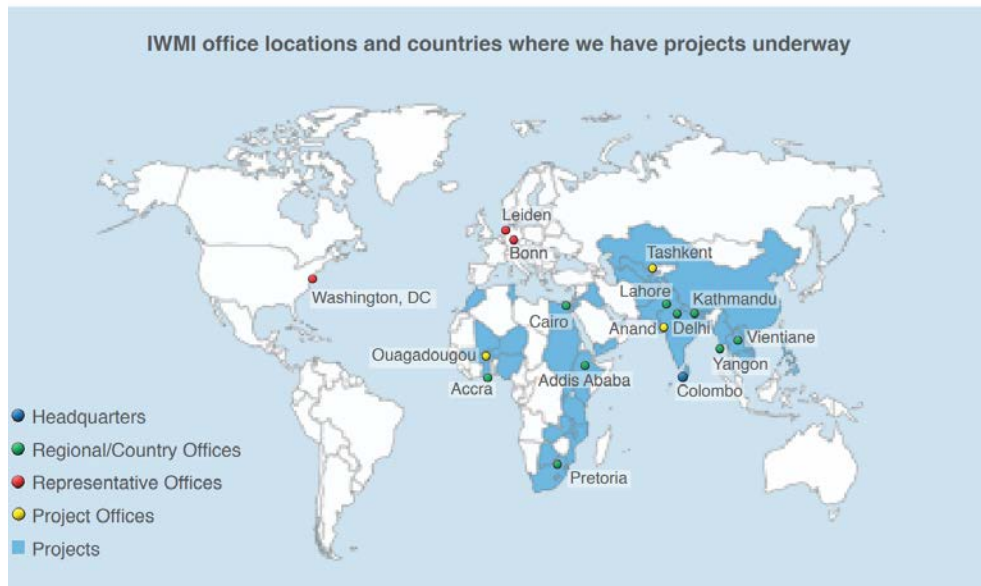 IWMI office locations and countries where we have projects underway
Leiden
Bonn
Washington, DC
Tashkent
Lahore
Kathmandu
Cairo
Anand
Delhi
Vientiane
Ouagadougou
Yangon
Accra
Addis Ababa
Colombo
Pretoria
Headquarters
Regional/Country Offices
Representative Offices
Project Offices
Projects